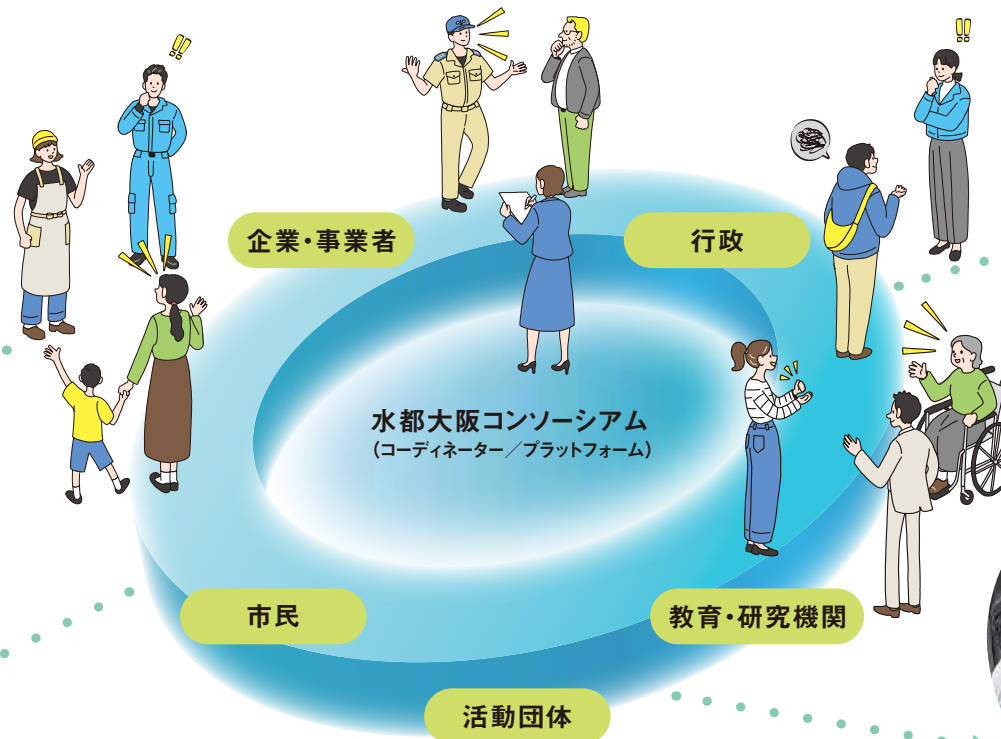 企業・事業者
行政
水都大阪コンソーシアム
(コーディネーター／プラットフォーム)
市民
教育・研究機関
活動団体